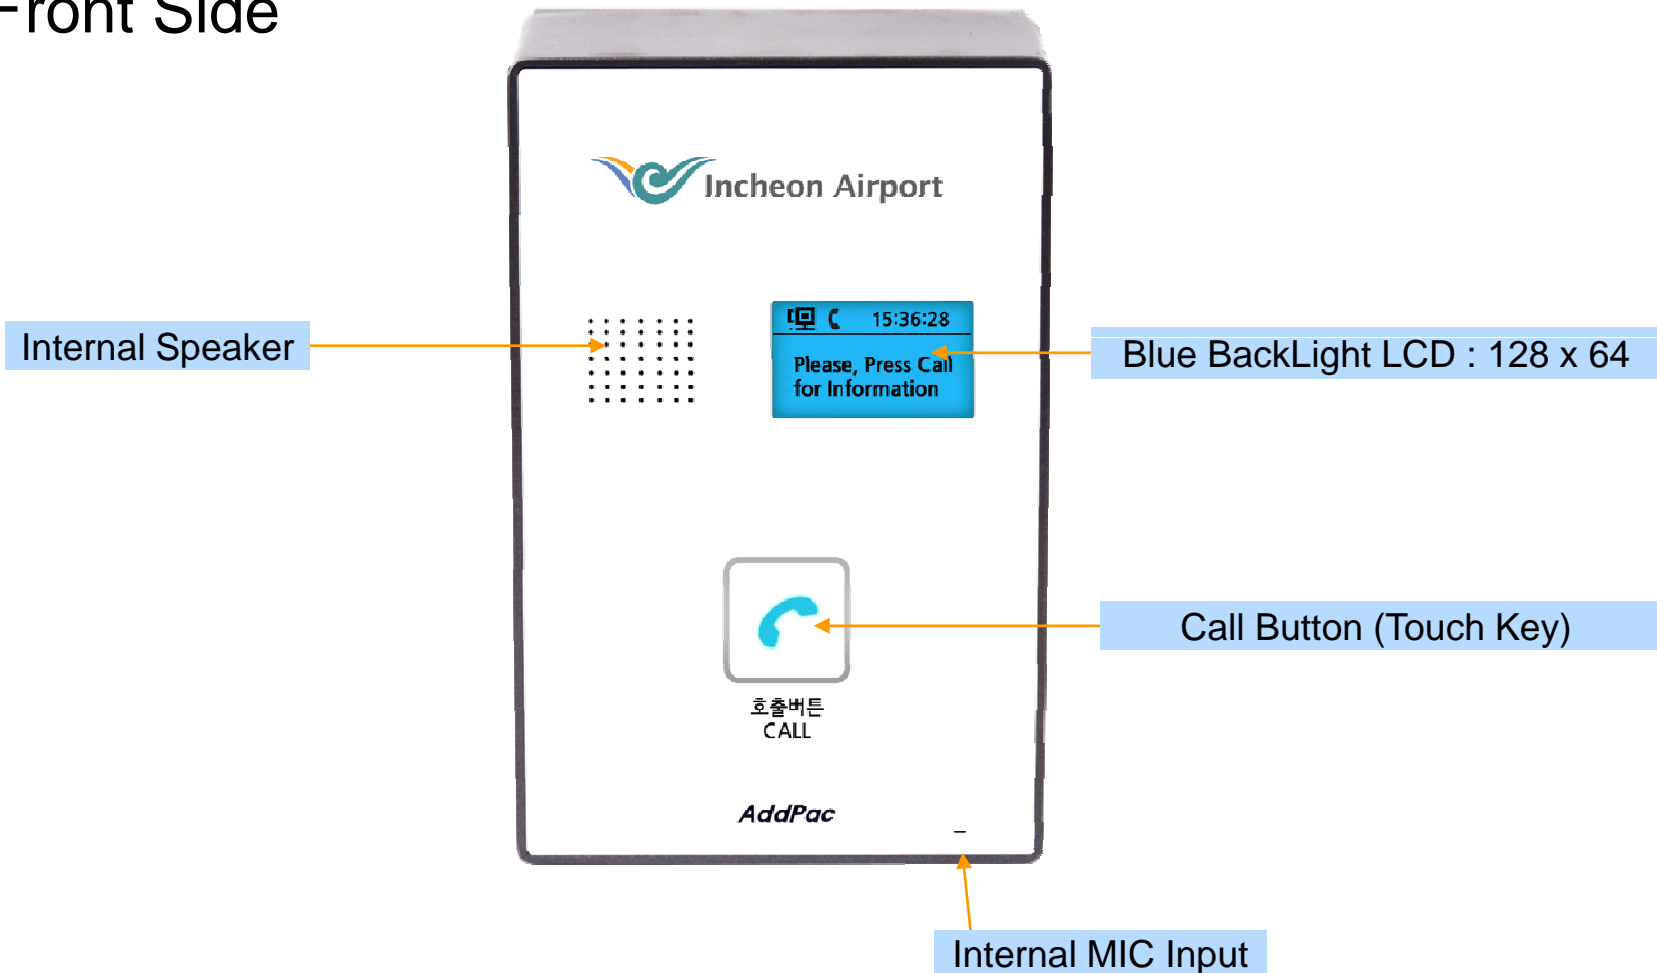 Front Side
Incheon Airport
Internal Speaker
15:36:28
Please, Press Call
for Information
Blue BackLight LCD : 128 x 64
Call Button (Touch Key)
호출버튼
CALL
AddPac
Internal MIC Input